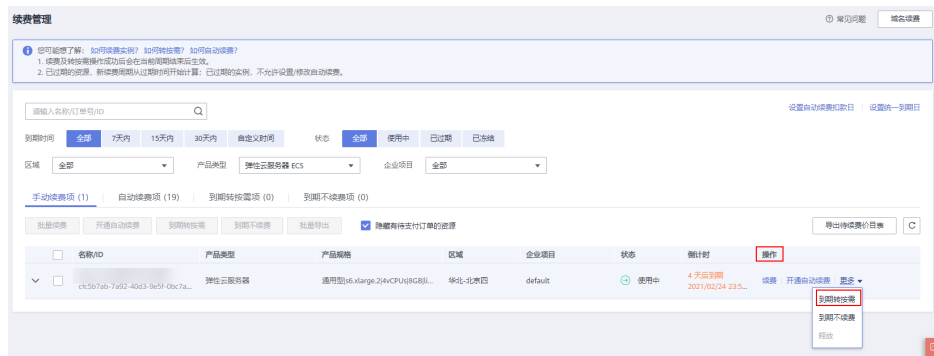 续费管理
常见问题
域名续费
您可能想了解： 如何续费实例？ 如何转按需？ 如何自动续费？
1. 续费及转按需操作成功后会在当前周期结束后生效。
2. 已过期的资源，新续费周期从过期时间开始计算；已过期的实例，不允许设置/修改自动续费。
请输入名称/订单号/ID
设置自动续费扣款日
设置统一到期日
到期时间 全部 7天内 15天内 30天内 自定义时间 状态 全部 使用中 已过期 已冻结
区域 全部 产品类型 弹性云服务器 ECS 企业项目 全部
手动续费项 (1) 自动续费项 (19) 到期转按需项 (0) 到期不续费项 (0)
批量续费 开通自动续费 到期转按需 到期不续费 批量导出 隐藏有待支付订单的资源 导出待续费价目表
名称/ID 产品类型 产品规格 区域 企业项目 状态 倒计时 操作
cfc5b7ab-7a92-40d3-9e5f-0bc7a... 弹性云服务器 通用型|s6.xlarge.2|4vCPUs|8GB|li... 华北-北京四 default 使用中 4 天后到期 续费 开通自动续费 更多
2021/02/24 23:5...
到期转按需
到期不续费
释放